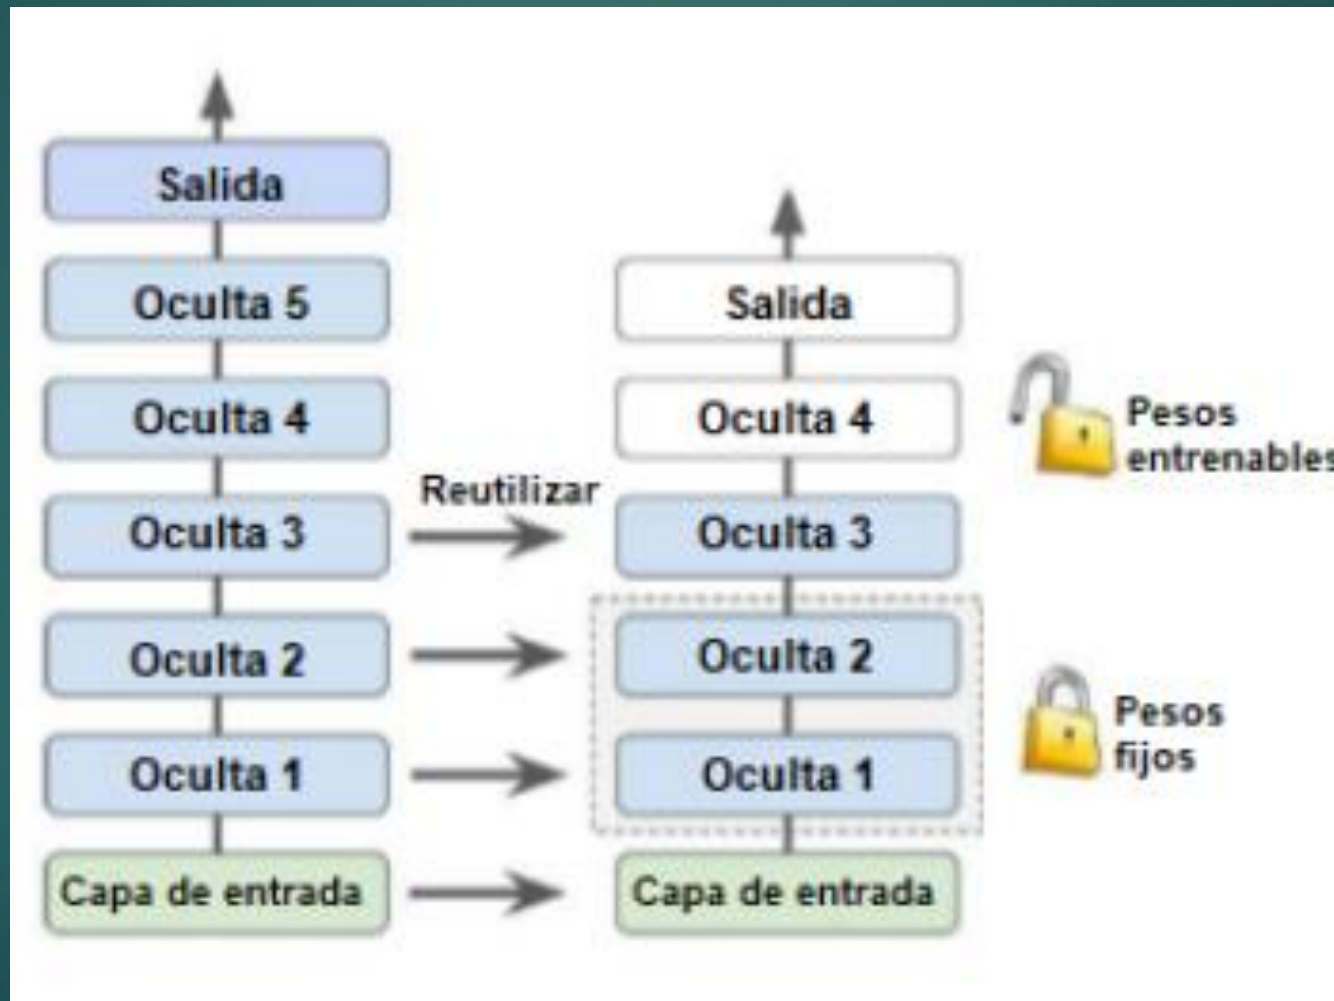 Salida
Oculta 5
Oculta 4
Oculta 3
Oculta 2
Oculta 1
Capa de entrada
Reutilizar
Salida
Oculta 4
Oculta 3
Oculta 2
Oculta 1
Capa de entrada
Pesos
entrenables
Pesos
fijos